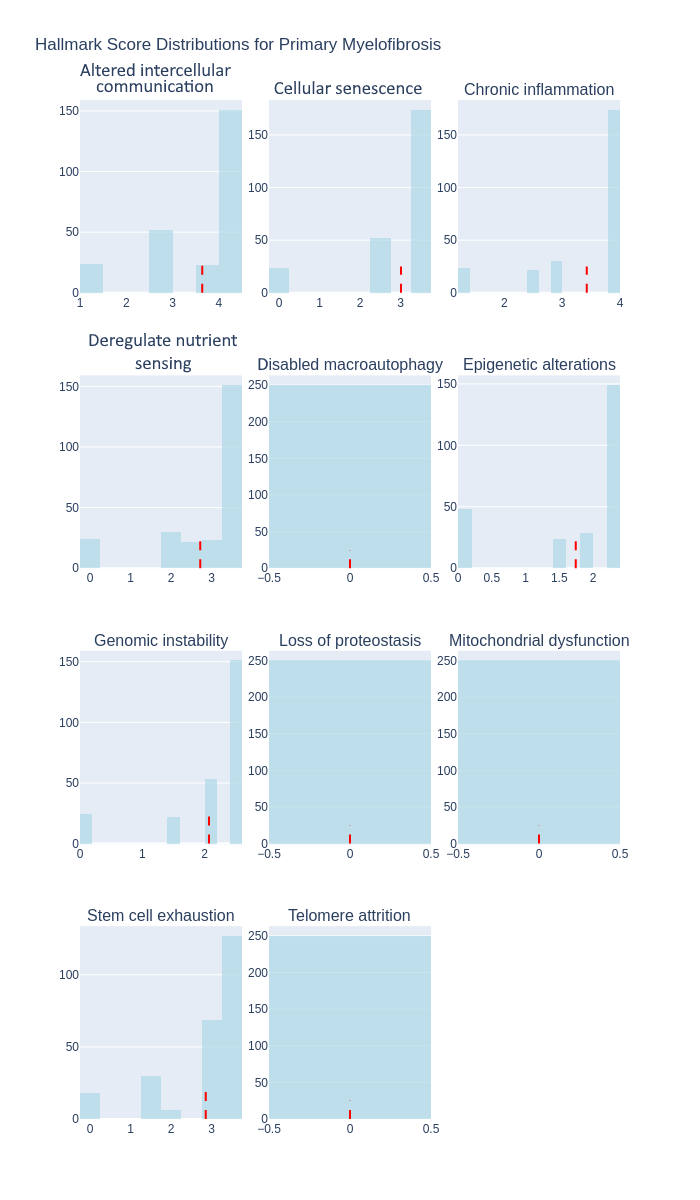 Hallmark Score Distributions for Primary Myelofibrosis
Altered intercellular
communication
Cellular senescence
Chronic inflammation
150
100
50
0
1 2 3 4
150
100
50
0
0 1 2 3
150
100
50
0
2 3 4
Deregulate nutrient
sensing
Disabled macroautophagy
Epigenetic alterations
150
100
50
0
0 1 2 3
250
200
150
100
50
0
−0.5 0 0.5
150
100
50
0
0 0.5 1 1.5 2
Genomic instability
Loss of proteostasis
Mitochondrial dysfunction
150
100
50
0
0 1 2
250
200
150
100
50
0
−0.5 0 0.5
250
200
150
100
50
0
−0.5 0 0.5
Stem cell exhaustion
Telomere attrition
100
50
0
0 1 2 3
250
200
150
100
50
0
−0.5 0 0.5